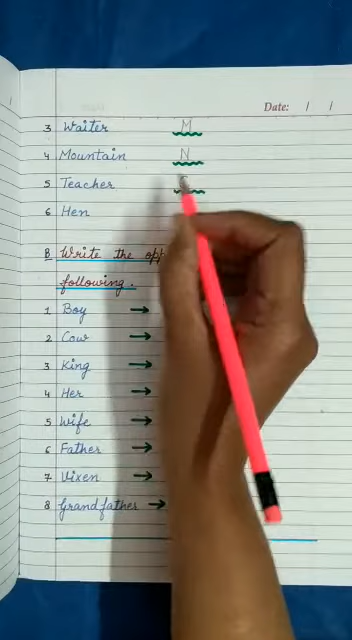 Date: / /
3 Waiter M
4 Mountain N
5 Teacher
6 Hen
B Write the opp
following.
1 Boy →
2 Cow →
3 King →
4 Her →
5 Wife →
6 Father →
7 Vixen →
8 Grandfather →